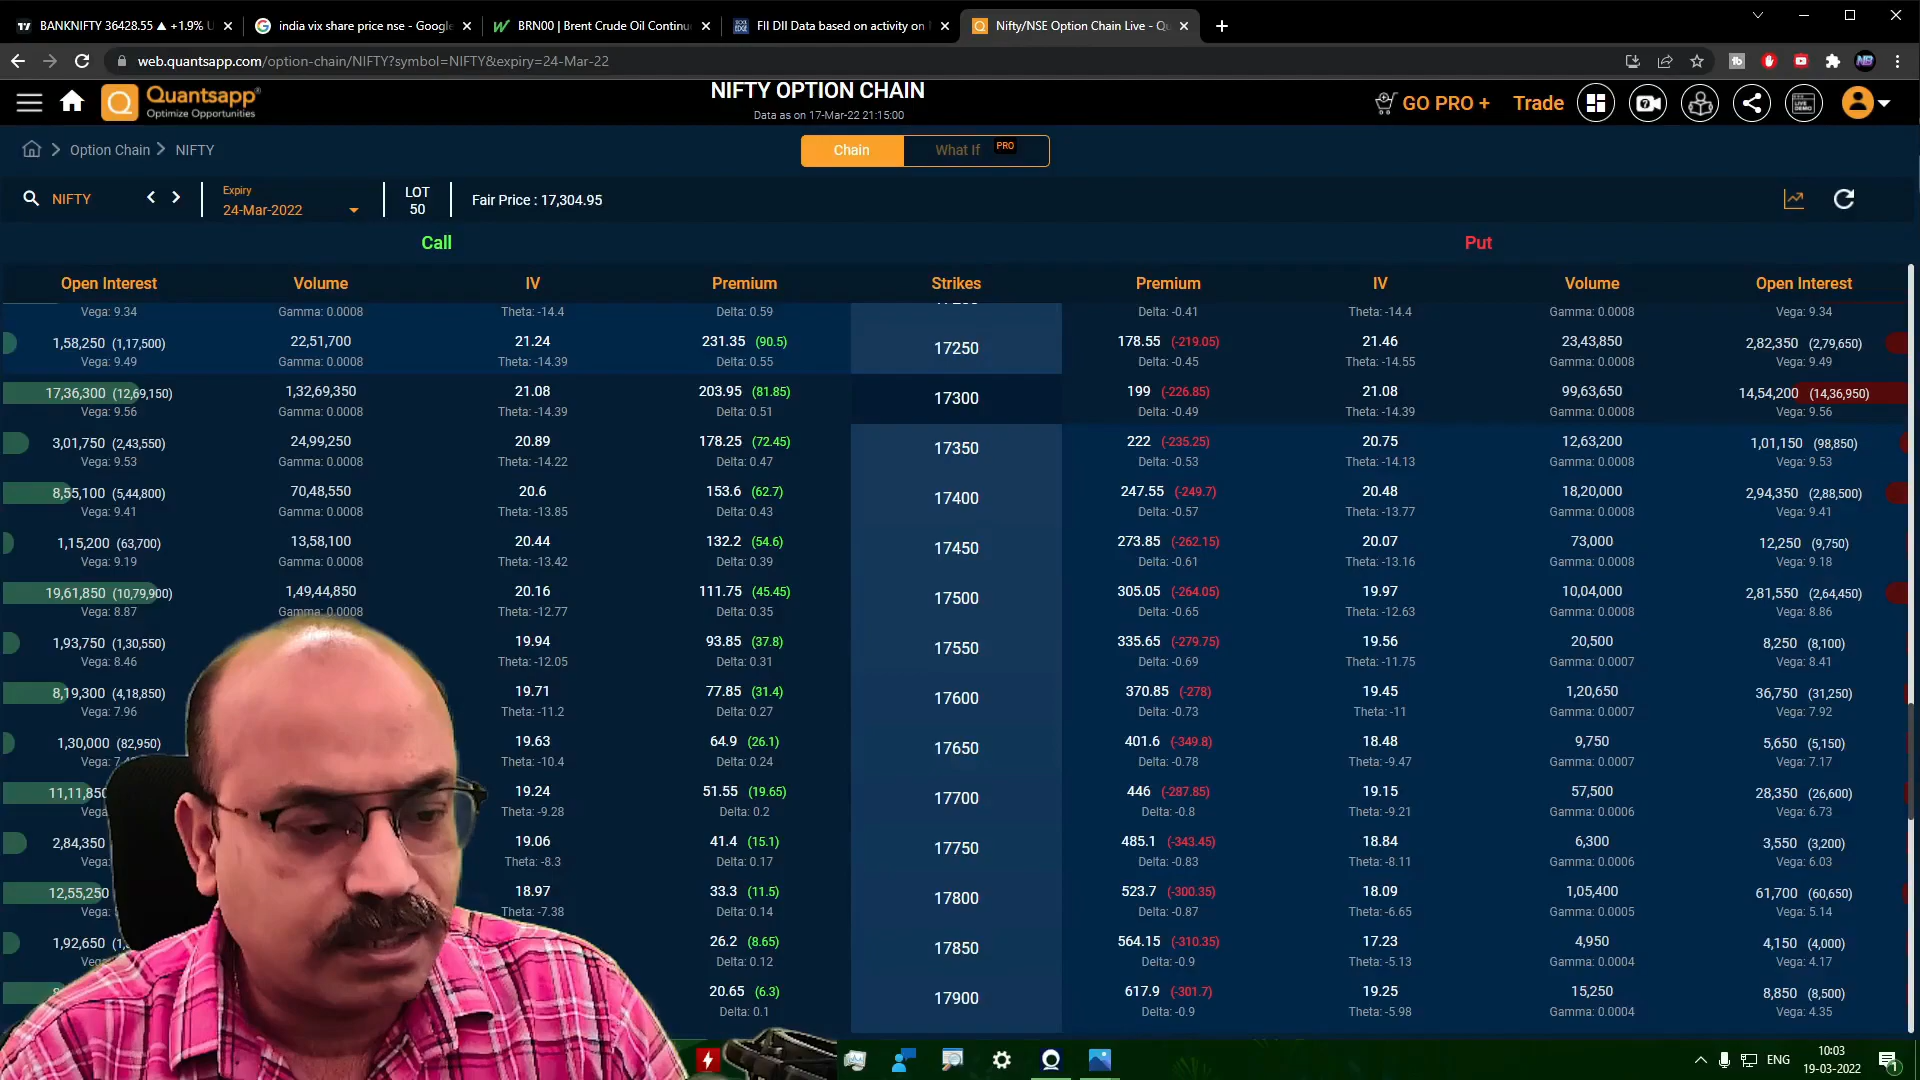 BANKNIFTY 36428.55 ▲ +1.9% U
india vix share price nse - Google
BRN00 | Brent Crude Oil Continu
FII DII Data based on activity on
Nifty/NSE Option Chain Live - Qu
web.quantsapp.com/option-chain/NIFTY?symbol=NIFTY&expiry=24-Mar-22
Quantsapp
Optimize Opportunities
NIFTY OPTION CHAIN
Data as on 17-Mar-22 21:15:00
GO PRO + Trade
Option Chain > NIFTY
Chain What If PRO
NIFTY
Expiry
24-Mar-2022
LOT
50
Fair Price : 17,304.95
Call Put
Open Interest Volume IV Premium Strikes Premium IV Volume Open Interest
Vega: 9.34 Gamma: 0.0008 Theta: -14.4 Delta: 0.59 Delta: -0.41 Theta: -14.4 Gamma: 0.0008 Vega: 9.34
1,58,250 (1,17,500) 22,51,700 21.24 231.35 (90.5) 17250 178.55 (-219.05) 21.46 23,43,850 2,82,350 (2,79,650)
Vega: 9.49 Gamma: 0.0008 Theta: -14.39 Delta: 0.55 Delta: -0.45 Theta: -14.55 Gamma: 0.0008 Vega: 9.49
17,36,300 (12,69,150) 1,32,69,350 21.08 203.95 (81.85) 17300 199 (-226.85) 21.08 99,63,650 14,54,200 (14,36,950)
Vega: 9.56 Gamma: 0.0008 Theta: -14.39 Delta: 0.51 Delta: -0.49 Theta: -14.39 Gamma: 0.0008 Vega: 9.56
3,01,750 (2,43,550) 24,99,250 20.89 178.25 (72.45) 17350 222 (-235.25) 20.75 12,63,200 1,01,150 (98,850)
Vega: 9.53 Gamma: 0.0008 Theta: -14.22 Delta: 0.47 Delta: -0.53 Theta: -14.13 Gamma: 0.0008 Vega: 9.53
8,55,100 (5,44,800) 70,48,550 20.6 153.6 (62.7) 17400 247.55 (-249.7) 20.48 18,20,000 2,94,350 (2,88,500)
Vega: 9.41 Gamma: 0.0008 Theta: -13.85 Delta: 0.43 Delta: -0.57 Theta: -13.77 Gamma: 0.0008 Vega: 9.41
1,15,200 (63,700) 13,58,100 20.44 132.2 (54.6) 17450 273.85 (-262.15) 20.07 73,000 12,250 (9,750)
Vega: 9.19 Gamma: 0.0008 Theta: -13.42 Delta: 0.39 Delta: -0.61 Theta: -13.16 Gamma: 0.0008 Vega: 9.18
19,61,850 (10,79,900) 1,49,44,850 20.16 111.75 (45.45) 17500 305.05 (-264.05) 19.97 10,04,000 2,81,550 (2,64,450)
Vega: 8.87 Gamma: 0.0008 Theta: -12.77 Delta: 0.35 Delta: -0.65 Theta: -12.63 Gamma: 0.0008 Vega: 8.86
1,93,750 (1,30,550) 19.94 93.85 (37.8) 17550 335.65 (-279.75) 19.56 20,500 8,250 (8,100)
Vega: 8.46 Theta: -12.05 Delta: 0.31 Delta: -0.69 Theta: -11.75 Gamma: 0.0007 Vega: 8.41
8,19,300 (4,18,850) 19.71 77.85 (31.4) 17600 370.85 (-278) 19.45 1,20,650 36,750 (31,250)
Vega: 7.96 Theta: -11.2 Delta: 0.27 Delta: -0.73 Theta: -11 Gamma: 0.0007 Vega: 7.92
1,30,000 (82,950) 19.63 64.9 (26.1) 17650 401.6 (-349.8) 18.48 9,750 5,650 (5,150)
Vega: Theta: -10.4 Delta: 0.24 Delta: -0.78 Theta: -9.47 Gamma: 0.0007 Vega: 7.17
11,11,850 19.24 51.55 (19.65) 17700 446 (-287.85) 19.15 57,500 28,350 (26,600)
Vega: Theta: -9.28 Delta: 0.2 Delta: -0.8 Theta: -9.21 Gamma: 0.0006 Vega: 6.73
2,84,350 19.06 41.4 (15.1) 17750 485.1 (-343.45) 18.84 6,300 3,550 (3,200)
Vega: Theta: -8.3 Delta: 0.17 Delta: -0.83 Theta: -8.11 Gamma: 0.0006 Vega: 6.03
12,55,250 18.97 33.3 (11.5) 17800 523.7 (-300.35) 18.09 1,05,400 61,700 (60,650)
Vega: Theta: -7.38 Delta: 0.14 Delta: -0.87 Theta: -6.65 Gamma: 0.0005 Vega: 5.14
1,92,650 26.2 (8.65) 17850 564.15 (-310.35) 17.23 4,950 4,150 (4,000)
Delta: 0.12 Delta: -0.9 Theta: -5.13 Gamma: 0.0004 Vega: 4.17
20.65 (6.3) 17900 617.9 (-301.7) 19.25 15,250 8,850 (8,500)
Delta: 0.1 Delta: -0.9 Theta: -5.98 Gamma: 0.0004 Vega: 4.35
ENG
10:03
19-03-2022